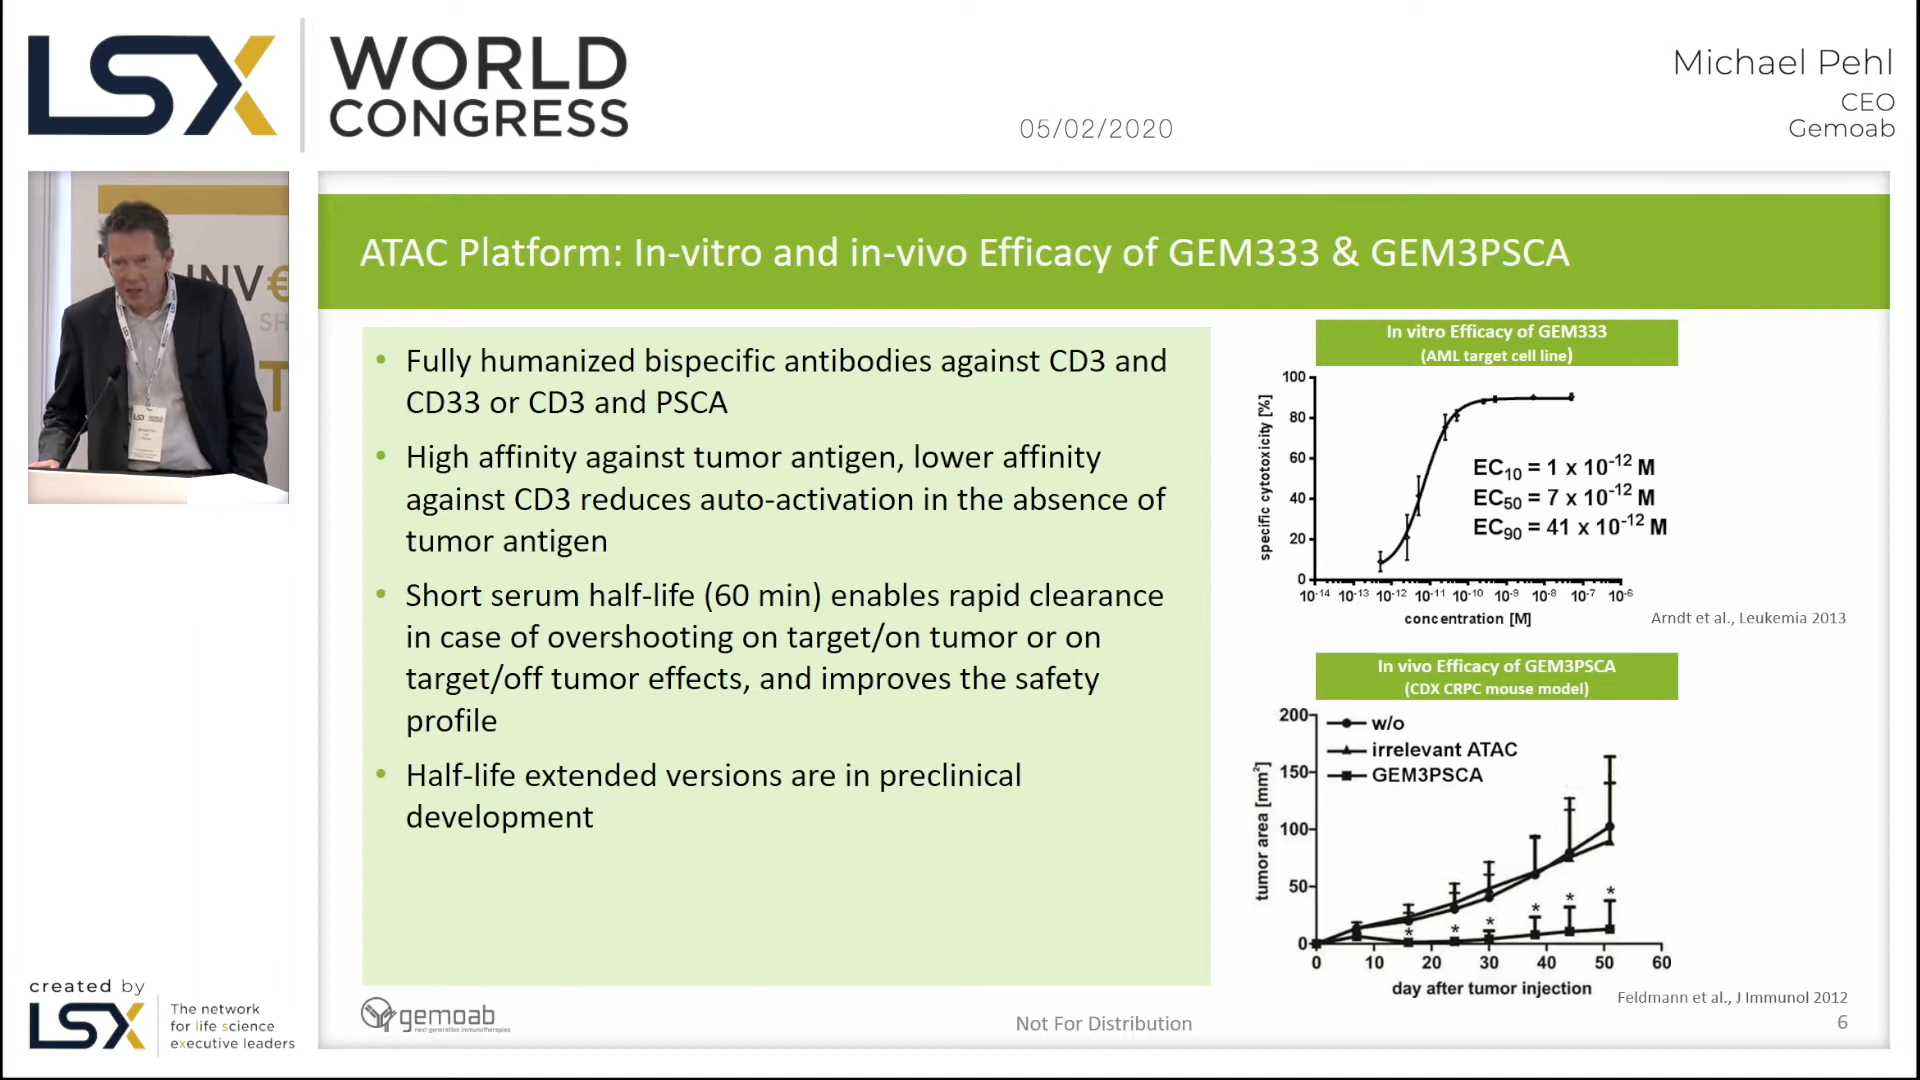 LSX
WORLD
CONGRESS
05/02/2020
Michael Pehl
CEO
Gemoab
INV€
SH
T
ATAC Platform: In-vitro and in-vivo Efficacy of GEM333 & GEM3PSCA
• Fully humanized bispecific antibodies against CD3 and
CD33 or CD3 and PSCA
• High affinity against tumor antigen, lower affinity
against CD3 reduces auto-activation in the absence of
tumor antigen
• Short serum half-life (60 min) enables rapid clearance
in case of overshooting on target/on tumor or on
target/off tumor effects, and improves the safety
profile
• Half-life extended versions are in preclinical
development
In vitro Efficacy of GEM333
(AML target cell line)
specific cytotoxicity [%]
100
80
60
40
20
0
EC10 = 1 x 10-12 M
EC50 = 7 x 10-12 M
EC90 = 41 x 10-12 M
10-14 10-13 10-12 10-11 10-10 10-9 10-8 10-7 10-6
concentration [M]
Arndt et al., Leukemia 2013
In vivo Efficacy of GEM3PSCA
(CDX CRPC mouse model)
tumor area [mm²]
200
150
100
50
0
w/o
irrelevant ATAC
GEM3PSCA
* * * * * *
0 10 20 30 40 50 60
day after tumor injection
Feldmann et al., J Immunol 2012
gemoab
next generation immunotherapies
Not For Distribution
6
created by
LSX
The network
for life science
executive leaders